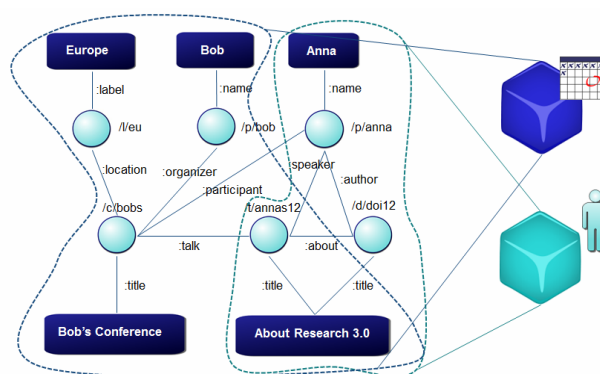 Europe
Bob
Anna
:label
:name
:name
/l/eu
/p/bob
/p/anna
:location
:organizer
:speaker
:participant
:author
/c/bobs
/t/annas12
/d/doi12
:talk
:about
:title
:title
:title
Bob's Conference
About Research 3.0